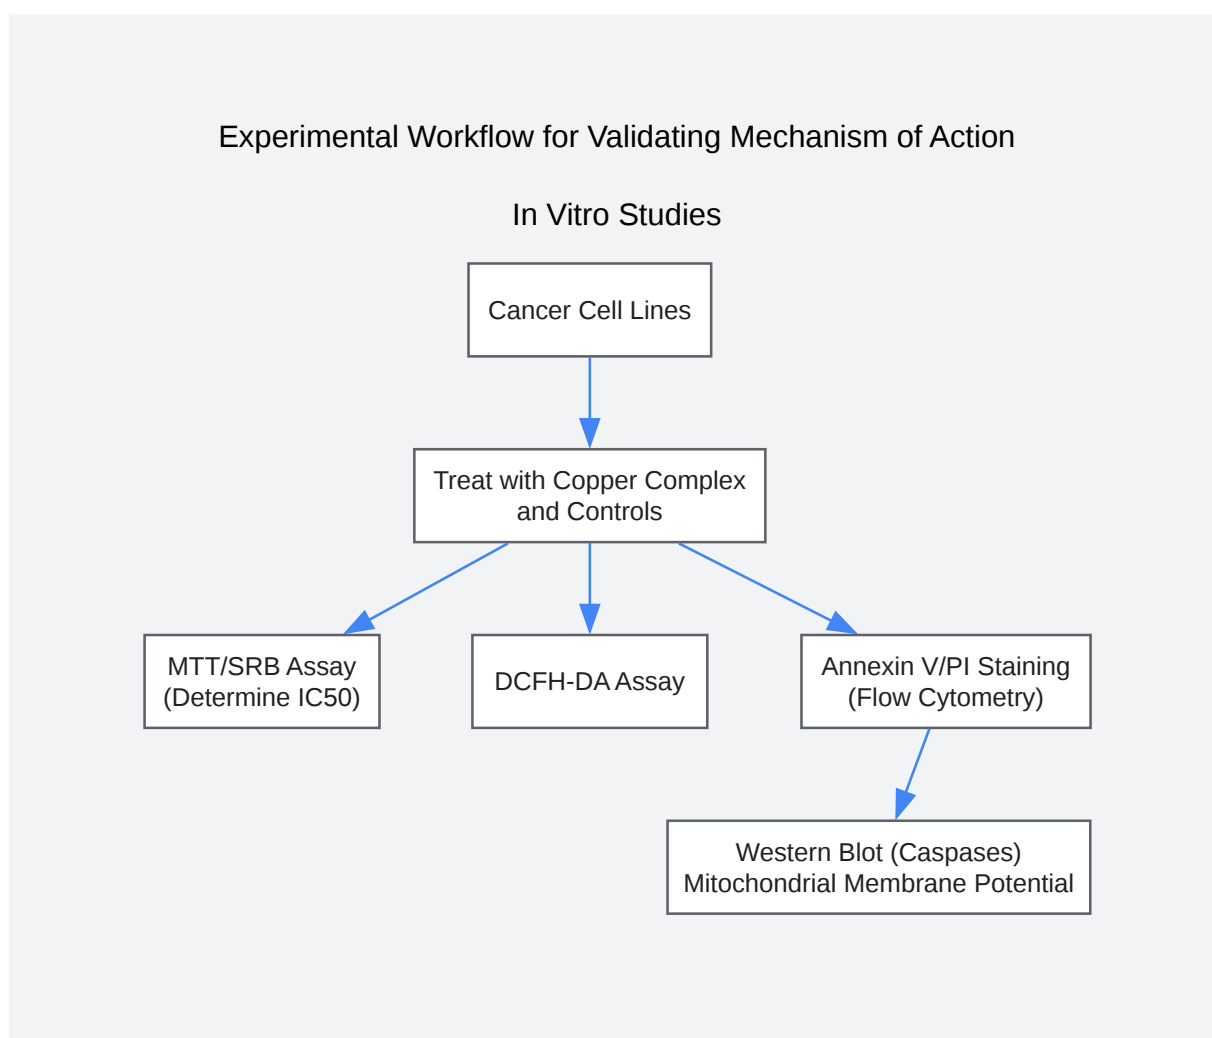 Experimental Workflow for Validating Mechanism of Action
In Vitro Studies
Cancer Cell Lines
Treat with Copper Complex
and Controls
MTT/SRB Assay
(Determine IC50)
DCFH-DA Assay
Annexin V/PI Staining
(Flow Cytometry)
Western Blot (Caspases)
Mitochondrial Membrane Potential